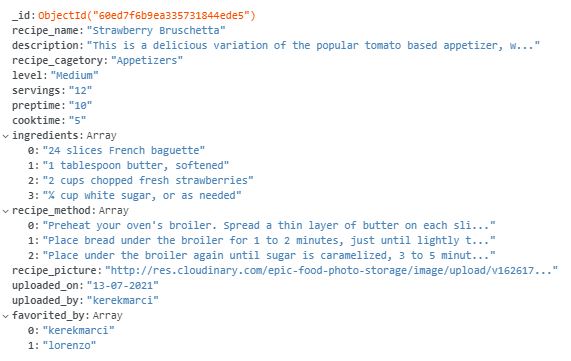 _id: ObjectId("60ed7f6b9ea335731844ede5")
recipe_name: "Strawberry Bruschetta"
description: "This is a delicious variation of the popular tomato based appetizer, w..."
recipe_cagetory: "Appetizers"
level: "Medium"
servings: "12"
preptime: "10"
cooktime: "5"
ingredients: Array
0: "24 slices French baguette"
1: "1 tablespoon butter, softened"
2: "2 cups chopped fresh strawberries"
3: "¼ cup white sugar, or as needed"
recipe_method: Array
0: "Preheat your oven's broiler. Spread a thin layer of butter on each sli..."
1: "Place bread under the broiler for 1 to 2 minutes, just until lightly t..."
2: "Place under the broiler again until sugar is caramelized, 3 to 5 minut..."
recipe_picture: "http://res.cloudinary.com/epic-food-photo-storage/image/upload/v162617..."
uploaded_on: "13-07-2021"
uploaded_by: "kerekmarci"
favorited_by: Array
0: "kerekmarci"
1: "lorenzo"